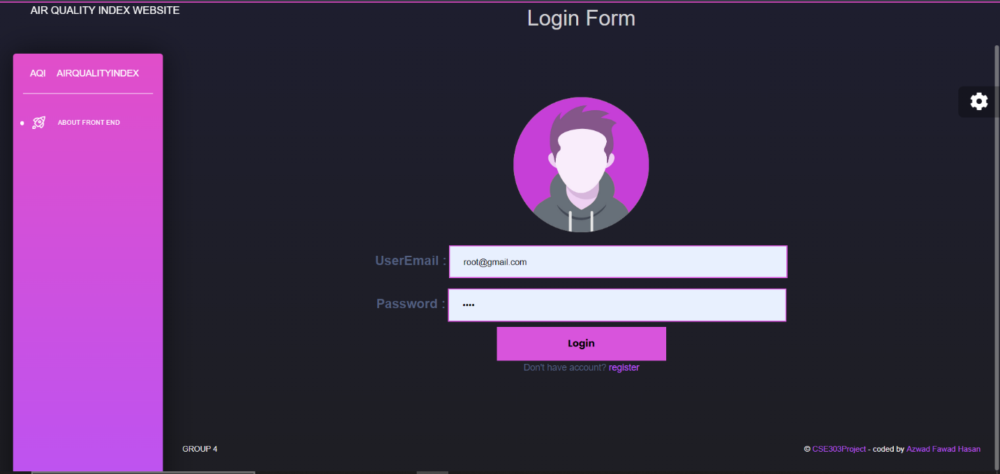 AIR QUALITY INDEX WEBSITE
Login Form
AQI AIRQUALITYINDEX
ABOUT FRONT END
UserEmail : root@gmail.com
Password : ••••
Login
Don't have account? register
GROUP 4
© CSE303Project - coded by Azwad Fawad Hasan